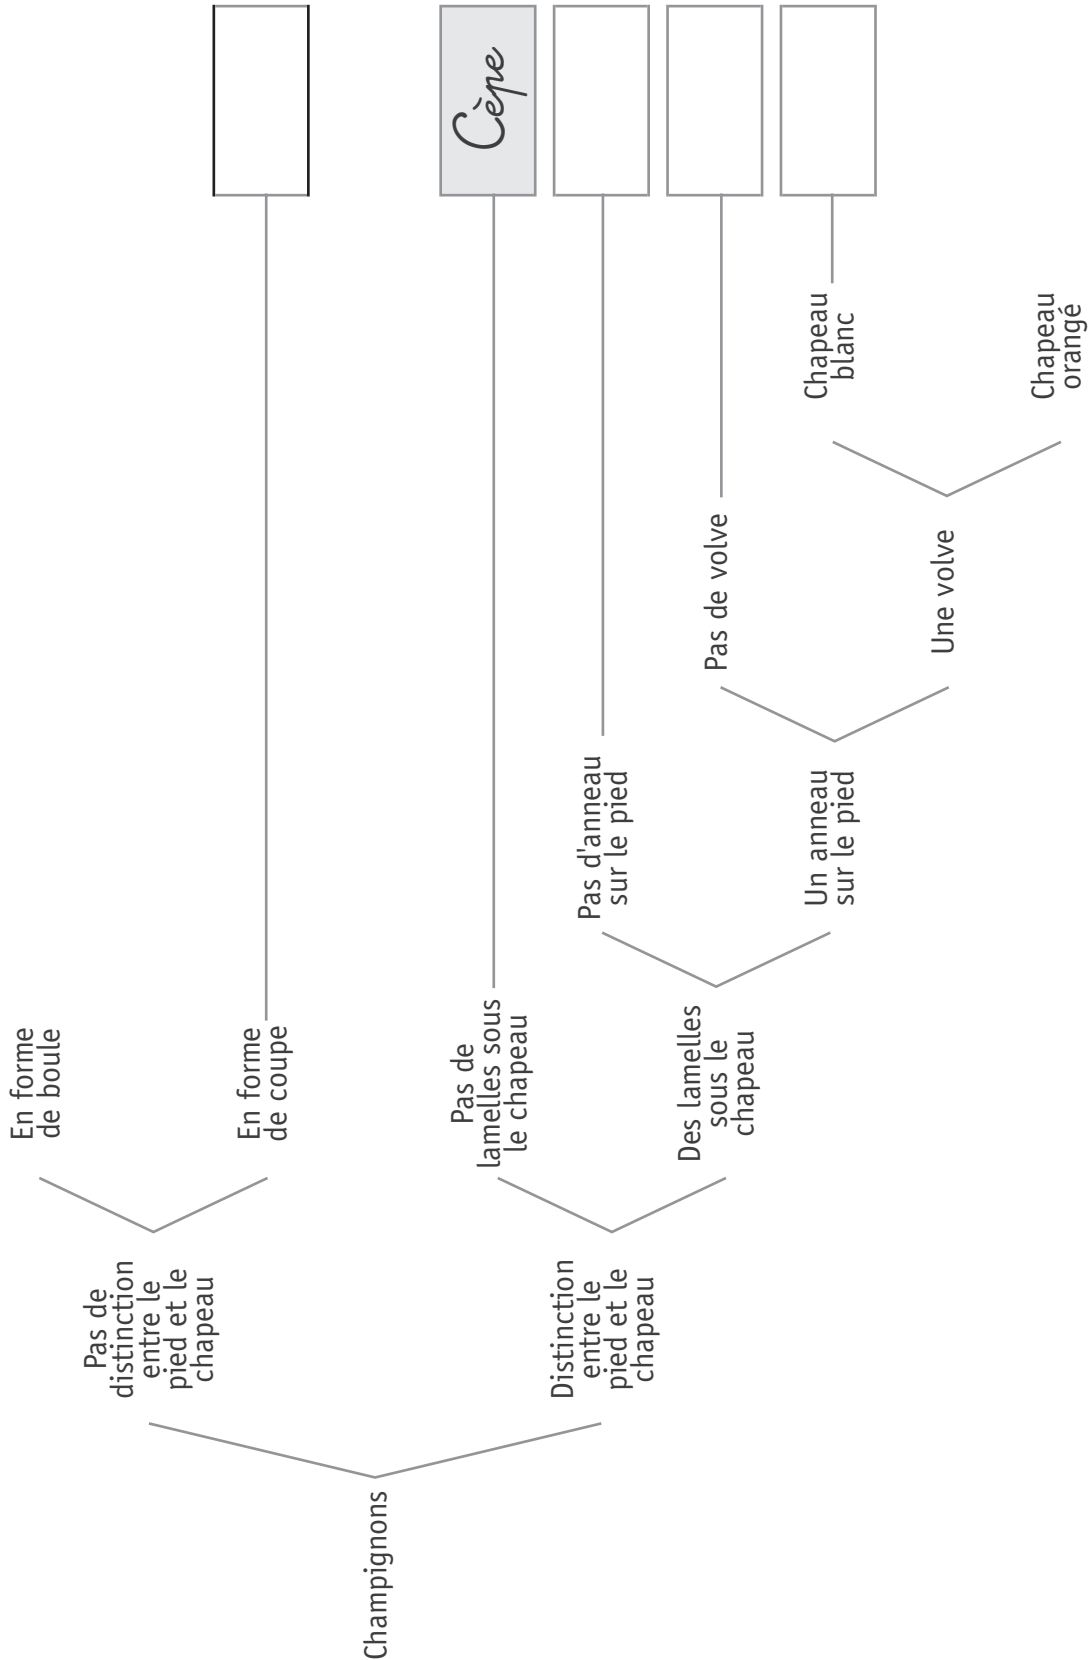 Champignons
Pas de
distinction
entre le
pied et le
chapeau
En forme
de boule
En forme
de coupe
Distinction
entre le
pied et le
chapeau
Pas de
lamelles sous
le chapeau
Cèpe
Des lamelles
sous le
chapeau
Pas d'anneau
sur le pied
Un anneau
sur le pied
Pas de volve
Une volve
Chapeau
blanc
Chapeau
orangé